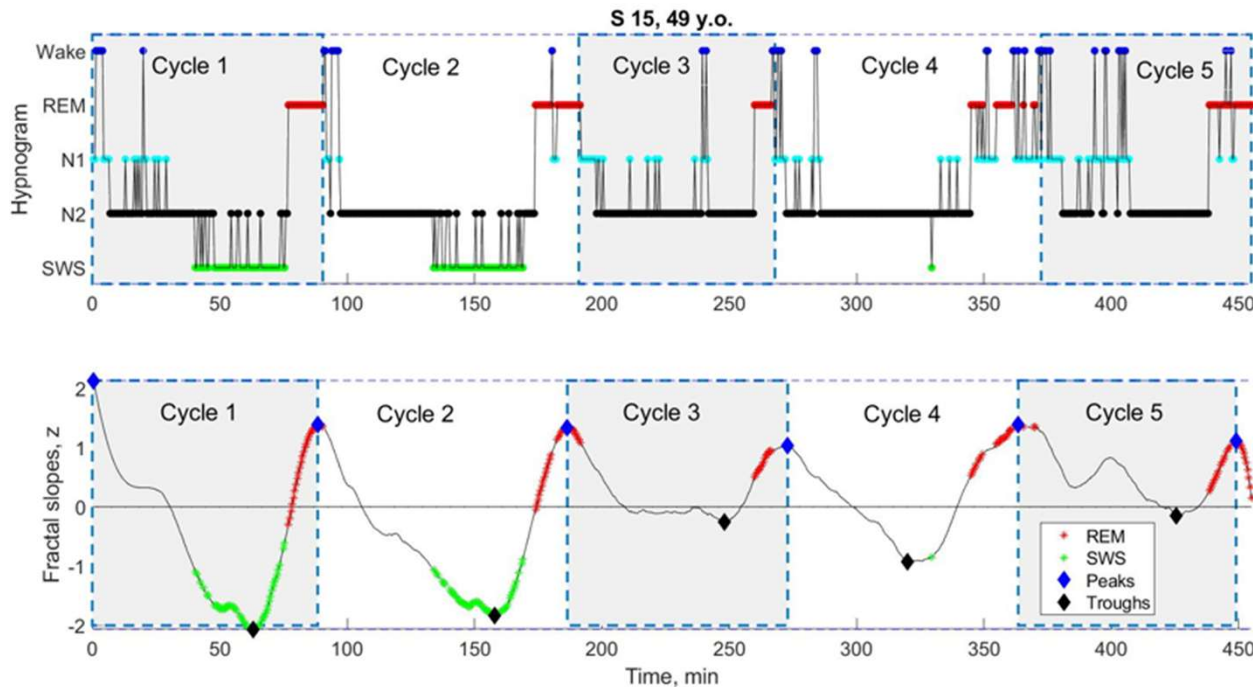 S 15, 49 y.o.
Hypnogram
Wake
REM
N1
N2
SWS
Cycle 1
Cycle 2
Cycle 3
Cycle 4
Cycle 5
0 50 100 150 200 250 300 350 400 450
Fractal slopes, z
2
1
0
-1
-2
Cycle 1
Cycle 2
Cycle 3
Cycle 4
Cycle 5
REM
SWS
Peaks
Troughs
0 50 100 150 200 250 300 350 400 450
Time, min